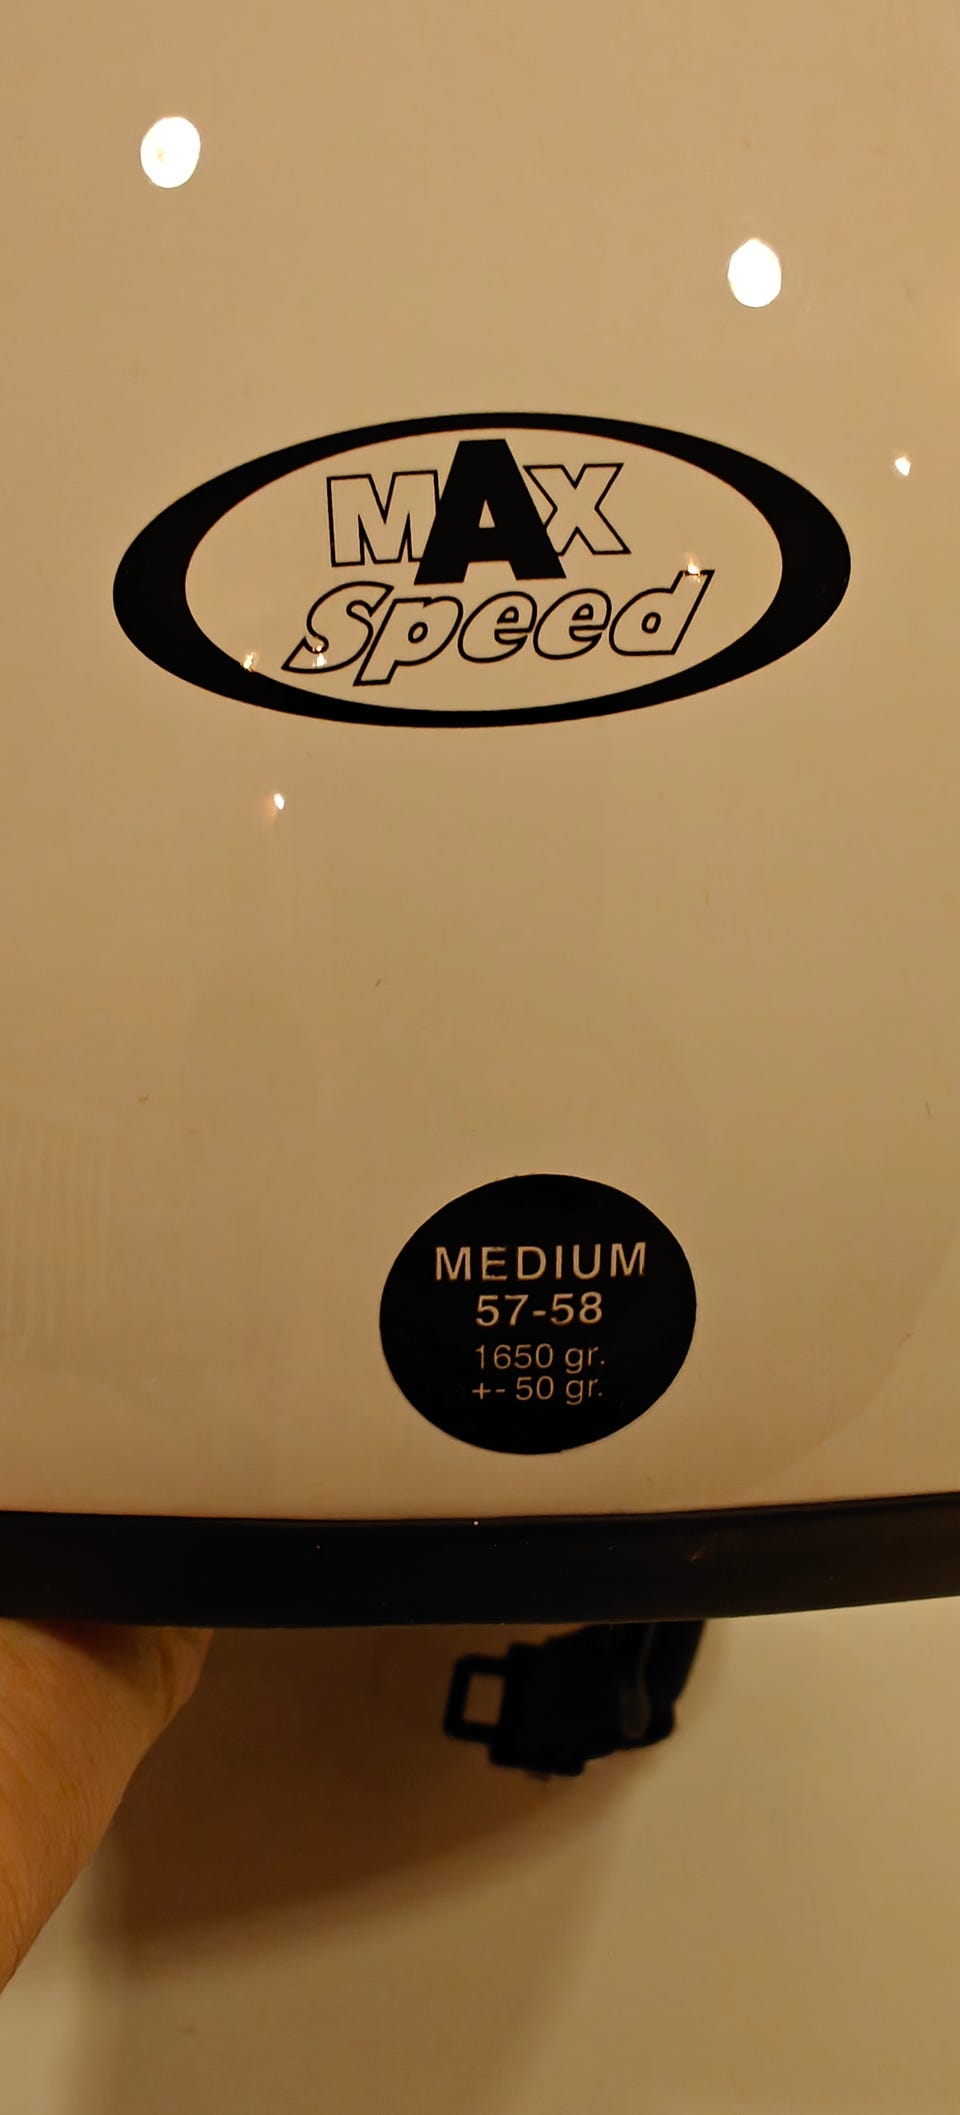 MAX
Speed
MEDIUM
57-58
1650 gr.
+- 50 gr.